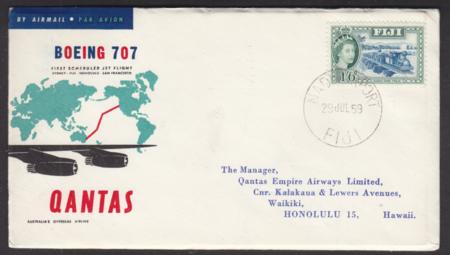 BY AIRMAIL • PAR AVION
BOEING 707
FIRST SCHEDULED JET FLIGHT
SYDNEY - FIJI - HONOLULU - SAN FRANCISCO
QANTAS
AUSTRALIA'S OVERSEAS AIRLINE
FIJI
1/6
NADI AIRPORT
29 JUL 59
FIJI
The Manager,
Qantas Empire Airways Limited,
Cnr. Kalakaua & Lewers Avenues,
Waikiki,
HONOLULU 15, Hawaii.